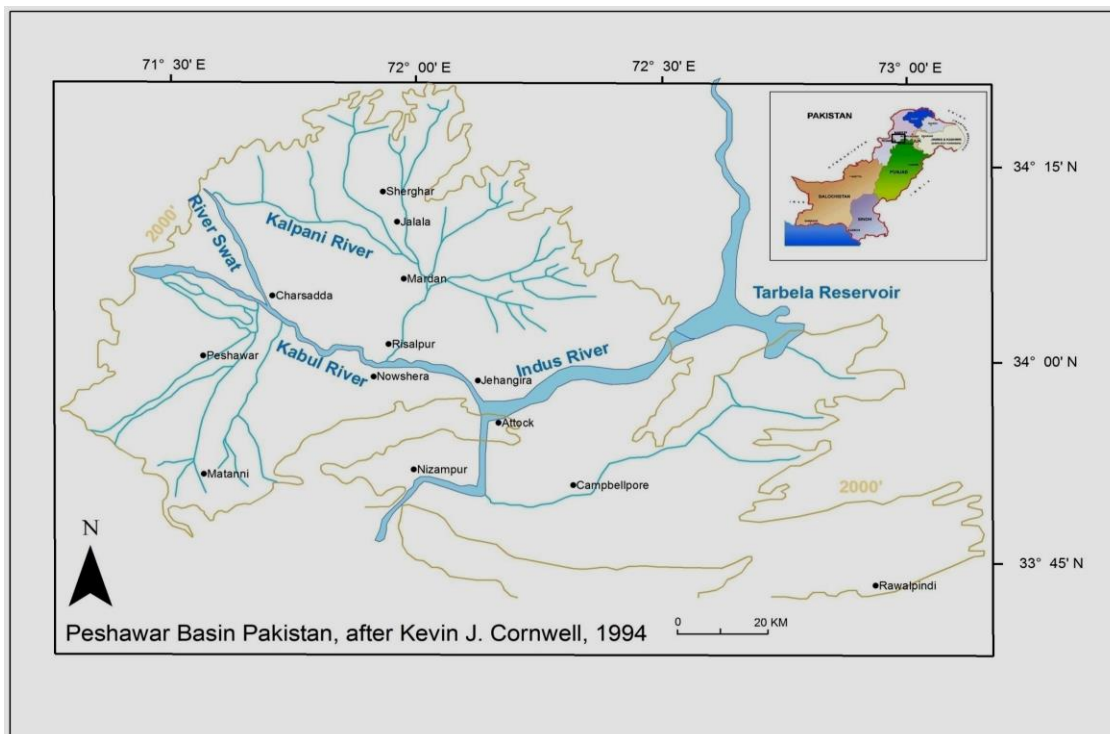 71° 30' E
72° 00' E
72° 30' E
73° 00' E
PAKISTAN
PUNJAB
BALOCHISTAN
SINDH
34° 15' N
34° 00' N
33° 45' N
2000'
River Swat
Kalpani River
Sherghar
Jalala
Mardan
Charsadda
Tarbela Reservoir
Peshawar
Kabul River
Risalpur
Nowshera
Indus River
Jehangira
Attock
Matanni
Nizampur
Campbellpore
2000'
N
Rawalpindi
Peshawar Basin Pakistan, after Kevin J. Cornwell, 1994
0 20 KM